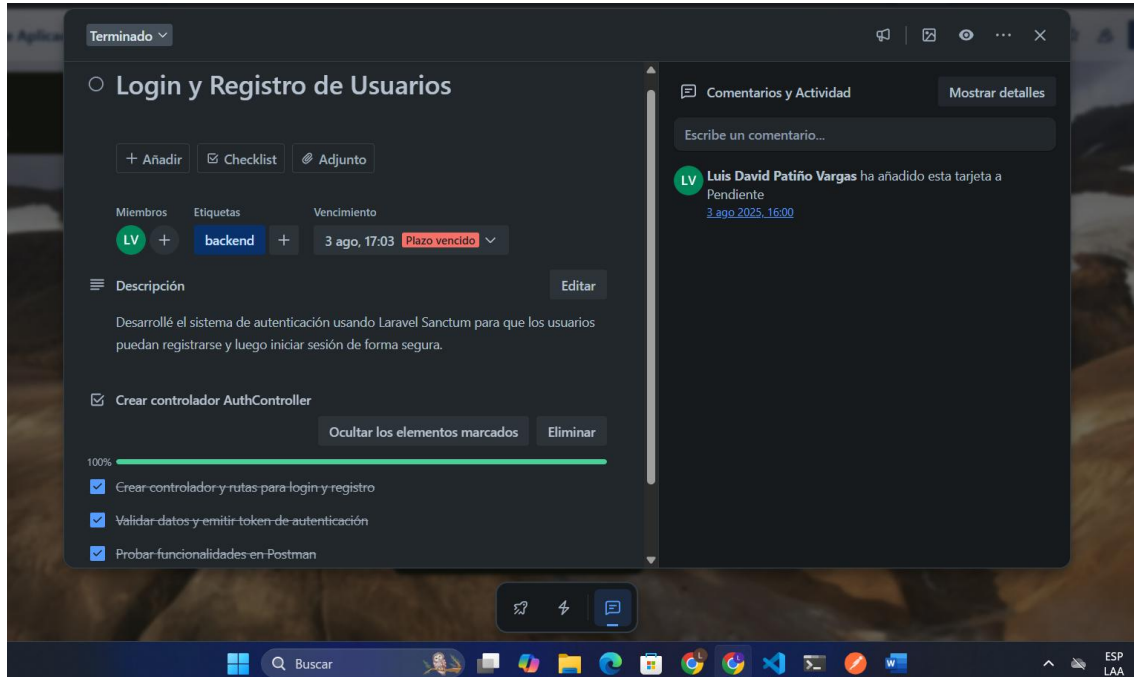 e Aplica
Terminado
Login y Registro de Usuarios
+ Añadir
Checklist
Adjunto
Miembros
Etiquetas
Vencimiento
LV
+
backend
+
3 ago, 17:03 Plazo vencido
Descripción
Editar
Desarrollé el sistema de autenticación usando Laravel Sanctum para que los usuarios
puedan registrarse y luego iniciar sesión de forma segura.
Crear controlador AuthController
Ocultar los elementos marcados
Eliminar
100%
Crear controlador y rutas para login y registro
Validar datos y emitir token de autenticación
Probar funcionalidades en Postman
Comentarios y Actividad
Mostrar detalles
Escribe un comentario...
LV
Luis David Patiño Vargas ha añadido esta tarjeta a
Pendiente
3 ago 2025, 16:00
Buscar
L
L
W
ESP
LAA